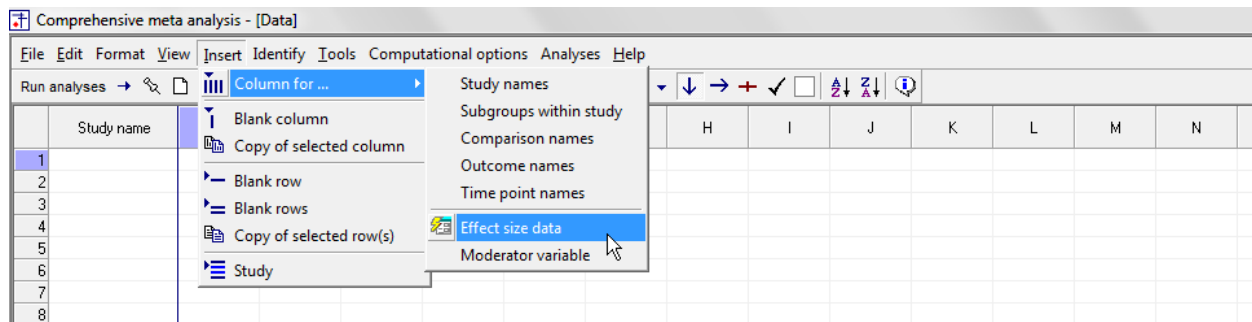 Comprehensive meta analysis - [Data]
File Edit Format View Insert Identify Tools Computational options Analyses Help
Run analyses
Column for ...
Blank column
Copy of selected column
Blank row
Blank rows
Copy of selected row(s)
Study
Study names
Subgroups within study
Comparison names
Outcome names
Time point names
Effect size data
Moderator variable
Study name H I J K L M N
1
2
3
4
5
6
7
8